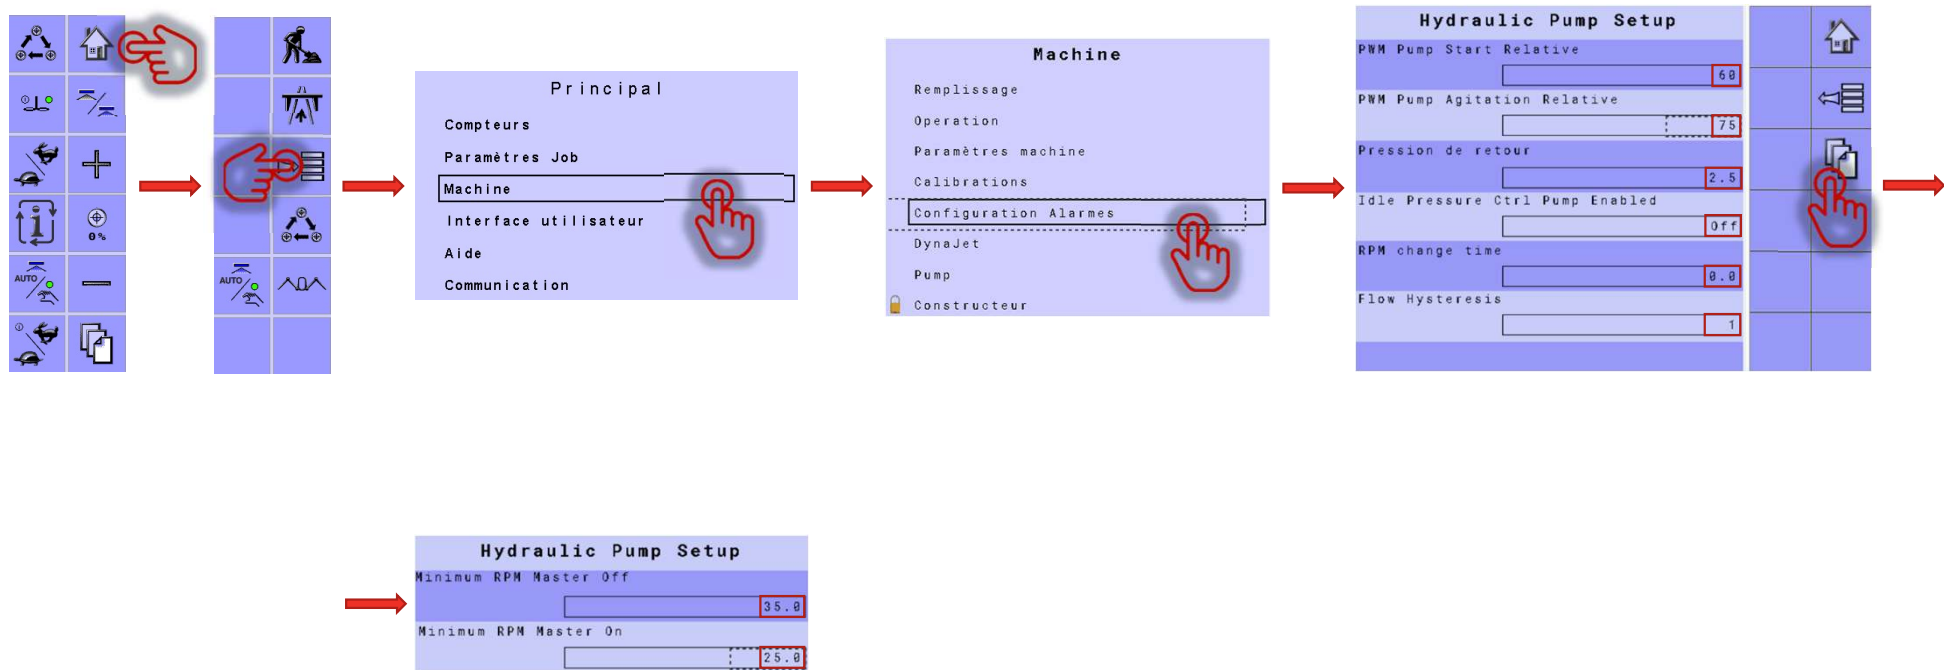 0%
AUTO
AUTO
Principal
Compteurs
Paramètres Job
Machine
Interface utilisateur
Aide
Communication
Machine
Remplissage
Operation
Paramètres machine
Calibrations
Configuration Alarmes
DynaJet
Pump
Constructeur
Hydraulic Pump Setup
PWM Pump Start Relative
60
PWM Pump Agitation Relative
75
Pression de retour
2.5
Idle Pressure Ctrl Pump Enabled
Off
RPM change time
0.0
Flow Hysteresis
1
Hydraulic Pump Setup
Minimum RPM Master Off
35.0
Minimum RPM Master On
25.0